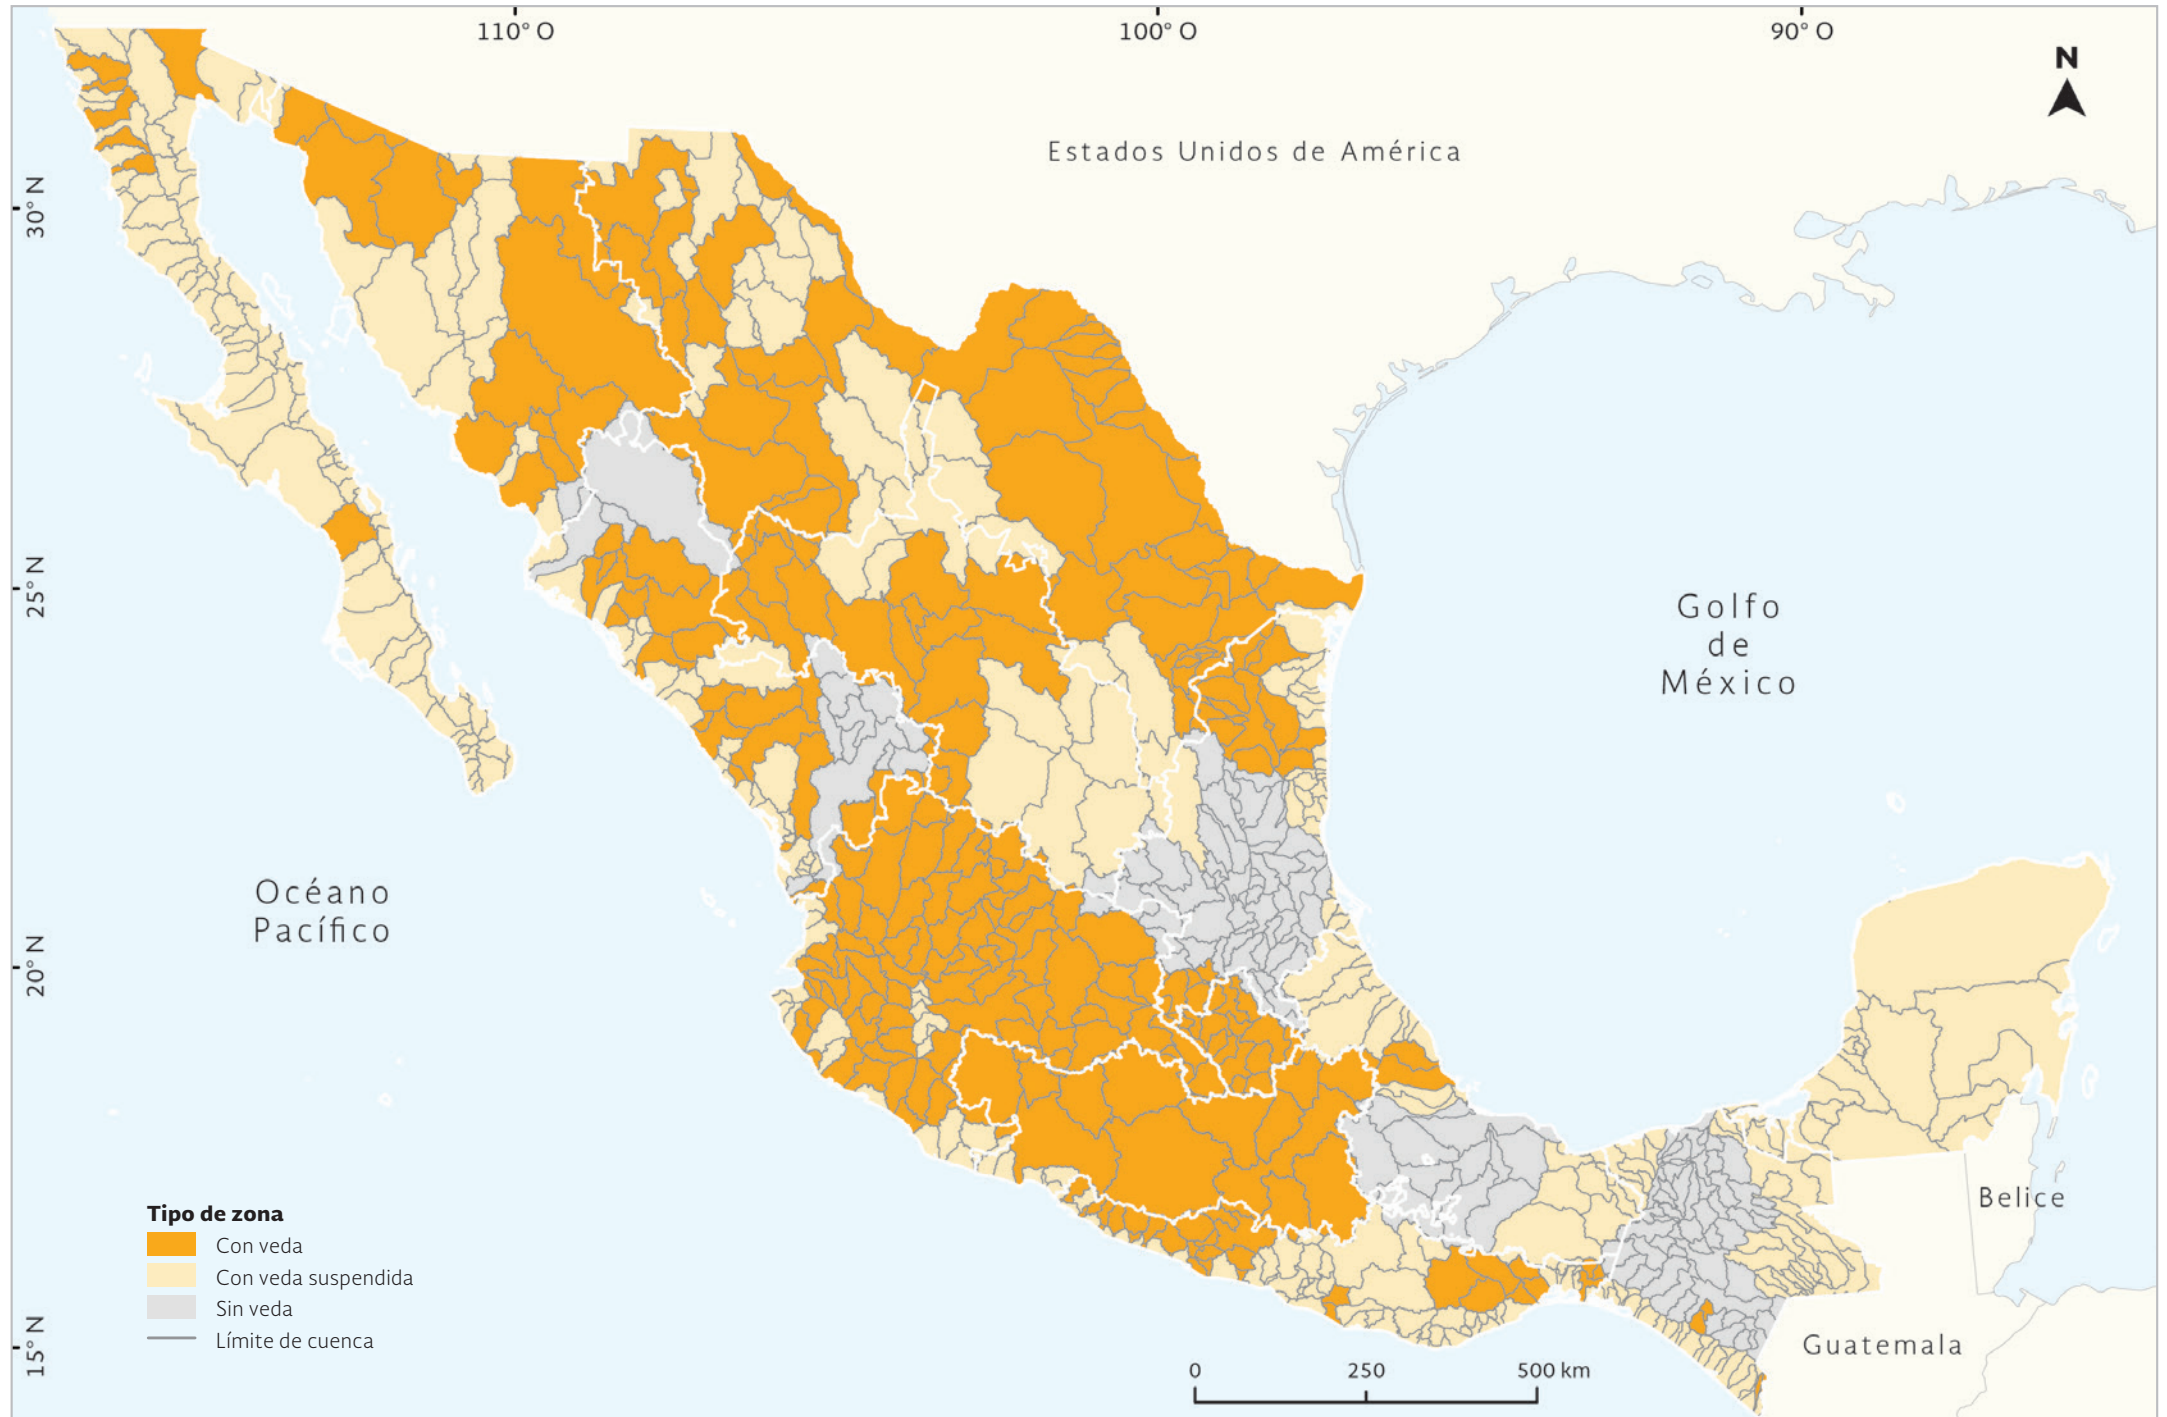 110° O
100° O
90° O
N
Estados Unidos de América
30° N
25° N
Golfo
de
México
Océano
Pacífico
20° N
Belice
Tipo de zona
Con veda
Con veda suspendida
Sin veda
Límite de cuenca
15° N
Guatemala
0
250
500 km